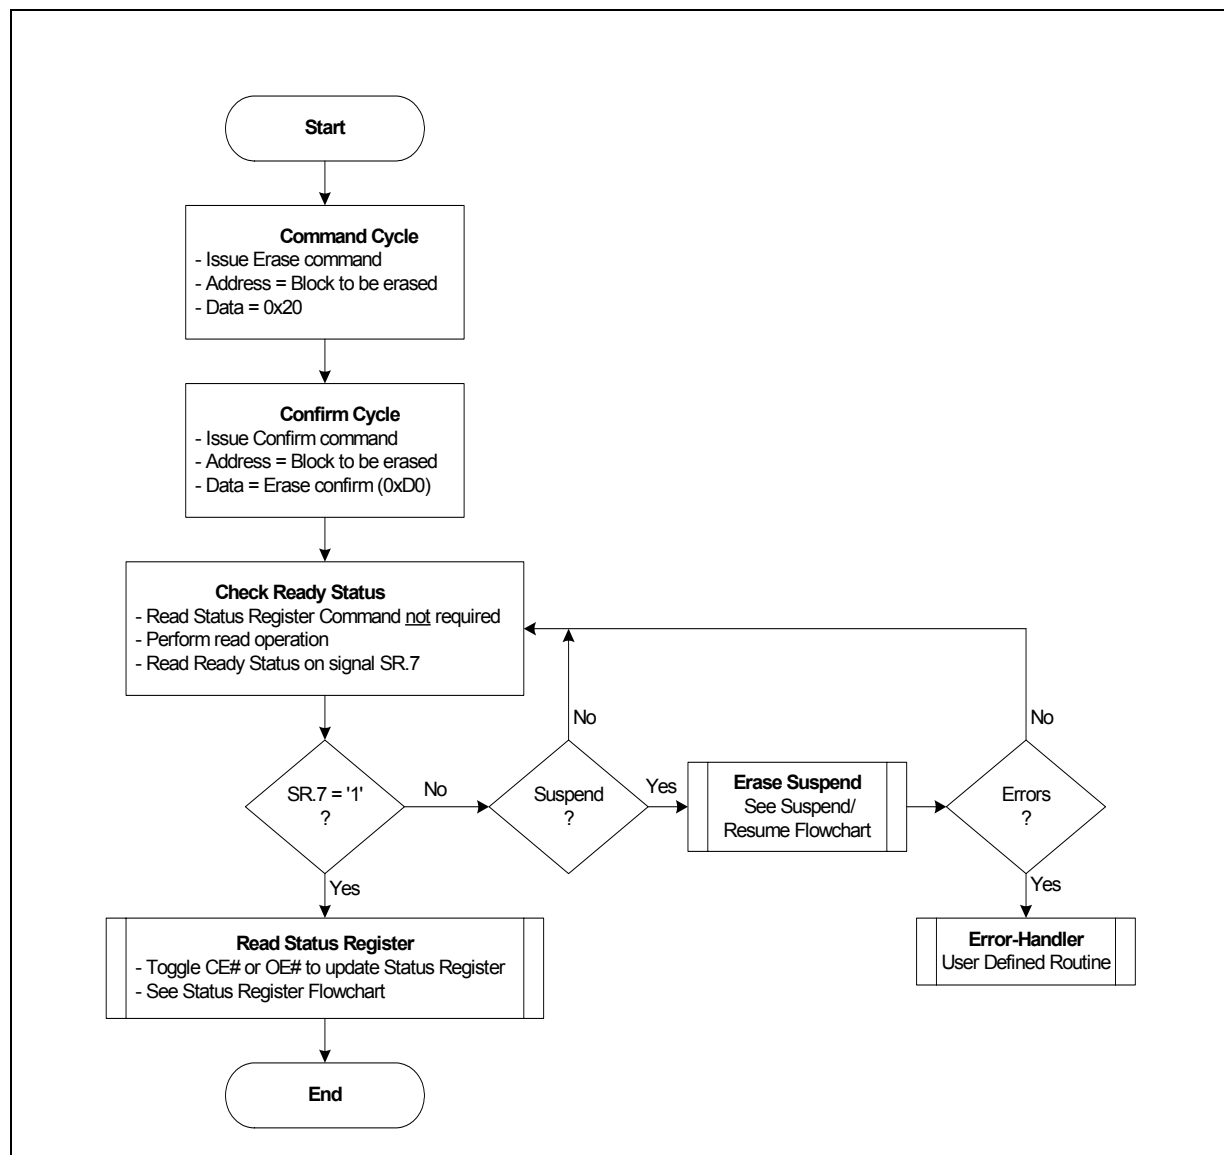 Start
Command Cycle
- Issue Erase command
- Address = Block to be erased
- Data = 0x20
Confirm Cycle
- Issue Confirm command
- Address = Block to be erased
- Data = Erase confirm (0xD0)
Check Ready Status
- Read Status Register Command not required
- Perform read operation
- Read Ready Status on signal SR.7
No
No
SR.7 = '1'
?
No
Suspend
?
Yes
Erase Suspend
See Suspend/
Resume Flowchart
Errors
?
Yes
Yes
Read Status Register
- Toggle CE# or OE# to update Status Register
- See Status Register Flowchart
Error-Handler
User Defined Routine
End